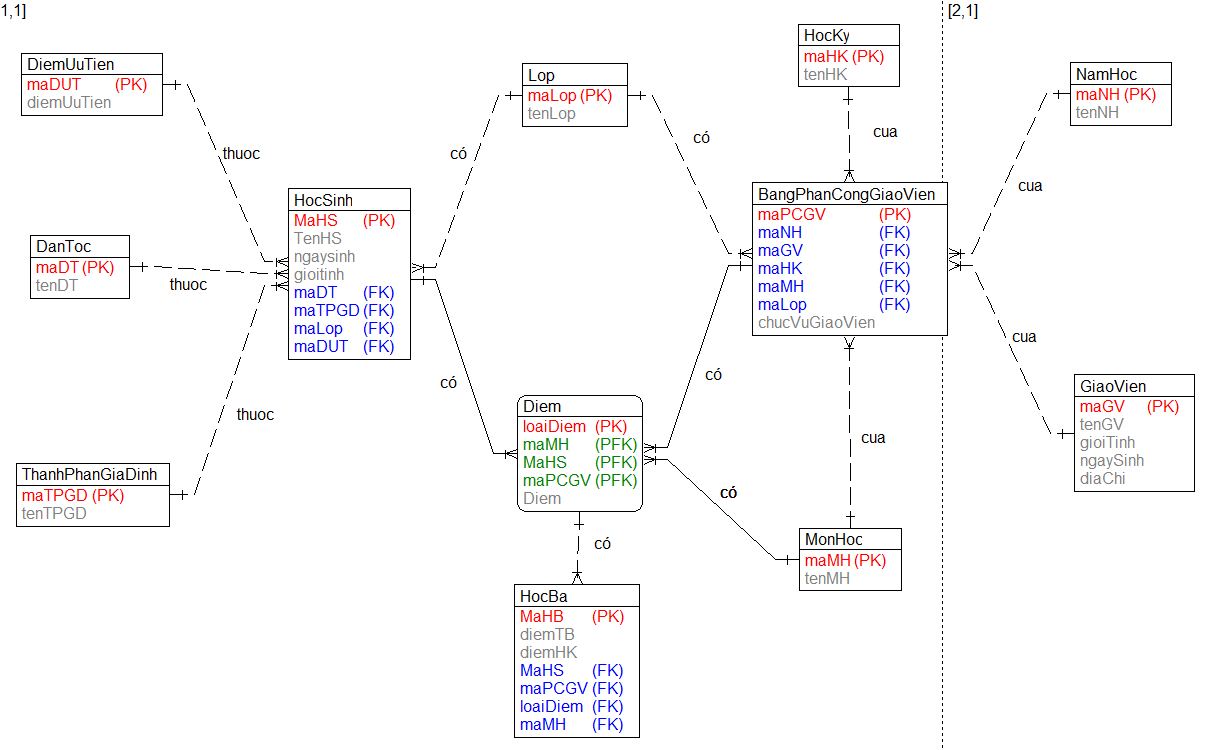 1,1]
[2,1]
DiemUuTien
maDUT (PK)
diemUuTien
thuoc
DanToc
maDT (PK)
tenDT
thuoc
ThanhPhanGiaDinh
maTPGD (PK)
tenTPGD
thuoc
HocSinh
MaHS (PK)
TenHS
ngaysinh
gioitinh
maDT (FK)
maTPGD (FK)
maLop (FK)
maDUT (FK)
có
có
Lop
maLop (PK)
tenLop
có
Diem
loaiDiem (PK)
maMH (PFK)
MaHS (PFK)
maPCGV (PFK)
Diem
có
HocBa
MaHB (PK)
diemTB
diemHK
MaHS (FK)
maPCGV (FK)
loaiDiem (FK)
maMH (FK)
HocKy
maHK (PK)
tenHK
cua
BangPhanCongGiaoVien
maPCGV (PK)
maNH (FK)
maGV (FK)
maHK (FK)
maMH (FK)
maLop (FK)
chucVuGiaoVien
có
cua
có
MonHoc
maMH (PK)
tenMH
NamHoc
maNH (PK)
tenNH
cua
cua
GiaoVien
maGV (PK)
tenGV
gioiTinh
ngaySinh
diaChi